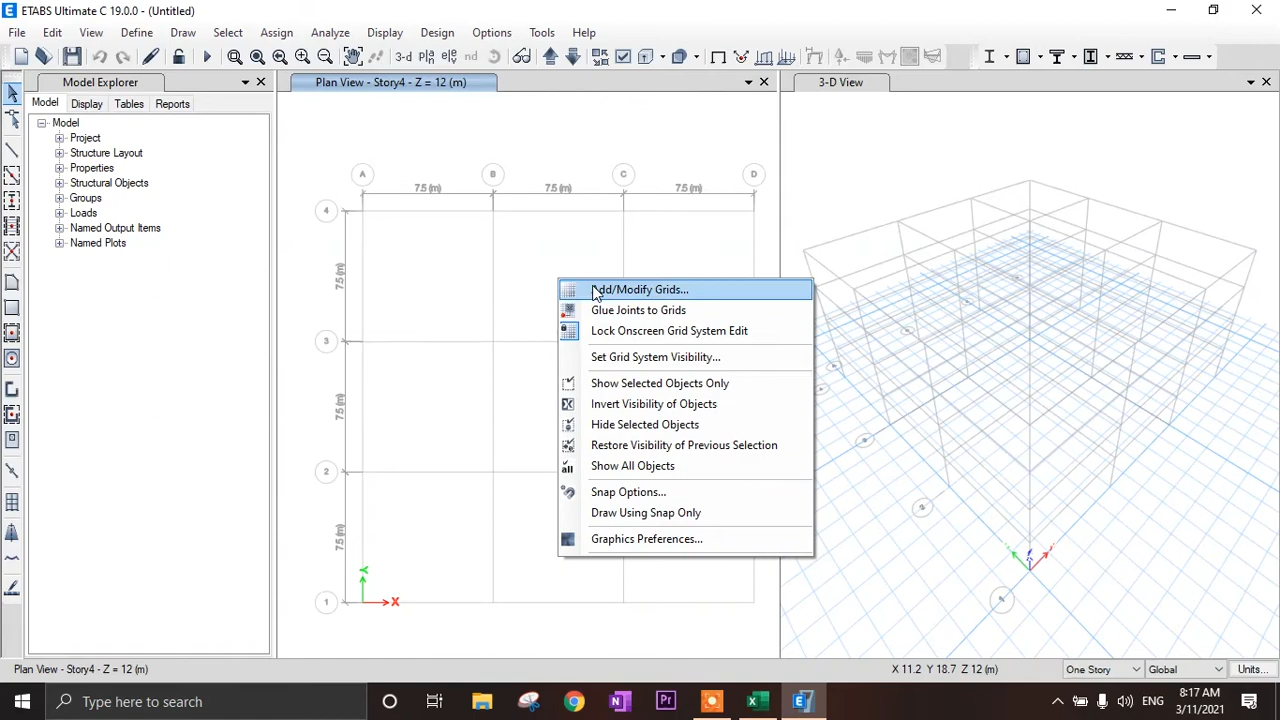 ETABS Ultimate C 19.0.0 - (Untitled)
File Edit View Define Draw Select Assign Analyze Display Design Options Tools Help
3-d
nd
Model Explorer
Plan View - Story4 - Z = 12 (m)
3-D View
Model Display Tables Reports
Model
Project
Structure Layout
Properties
Structural Objects
Groups
Loads
Named Output Items
Named Plots
A B C D
7.5 (m) 7.5 (m) 7.5 (m)
4
7.5 (m)
3
7.5 (m)
2
7.5 (m)
1
Y
X
dd/Modify Grids...
Glue Joints to Grids
Lock Onscreen Grid System Edit
Set Grid System Visibility...
Show Selected Objects Only
Invert Visibility of Objects
Hide Selected Objects
Restore Visibility of Previous Selection
all Show All Objects
Snap Options...
Draw Using Snap Only
Graphics Preferences...
Plan View - Story4 - Z = 12 (m)
X 11.2 Y 18.7 Z 12 (m)
One Story
Global
Units...
Type here to search
ENG
8:17 AM
3/11/2021